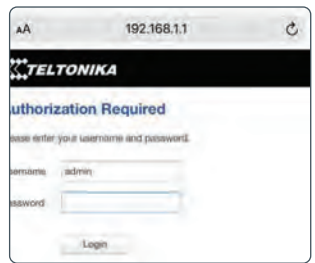 AA 192.168.1.1
TELTONIKA
uthorization Required
ease enter your username and password.
sername admin
assword
Login